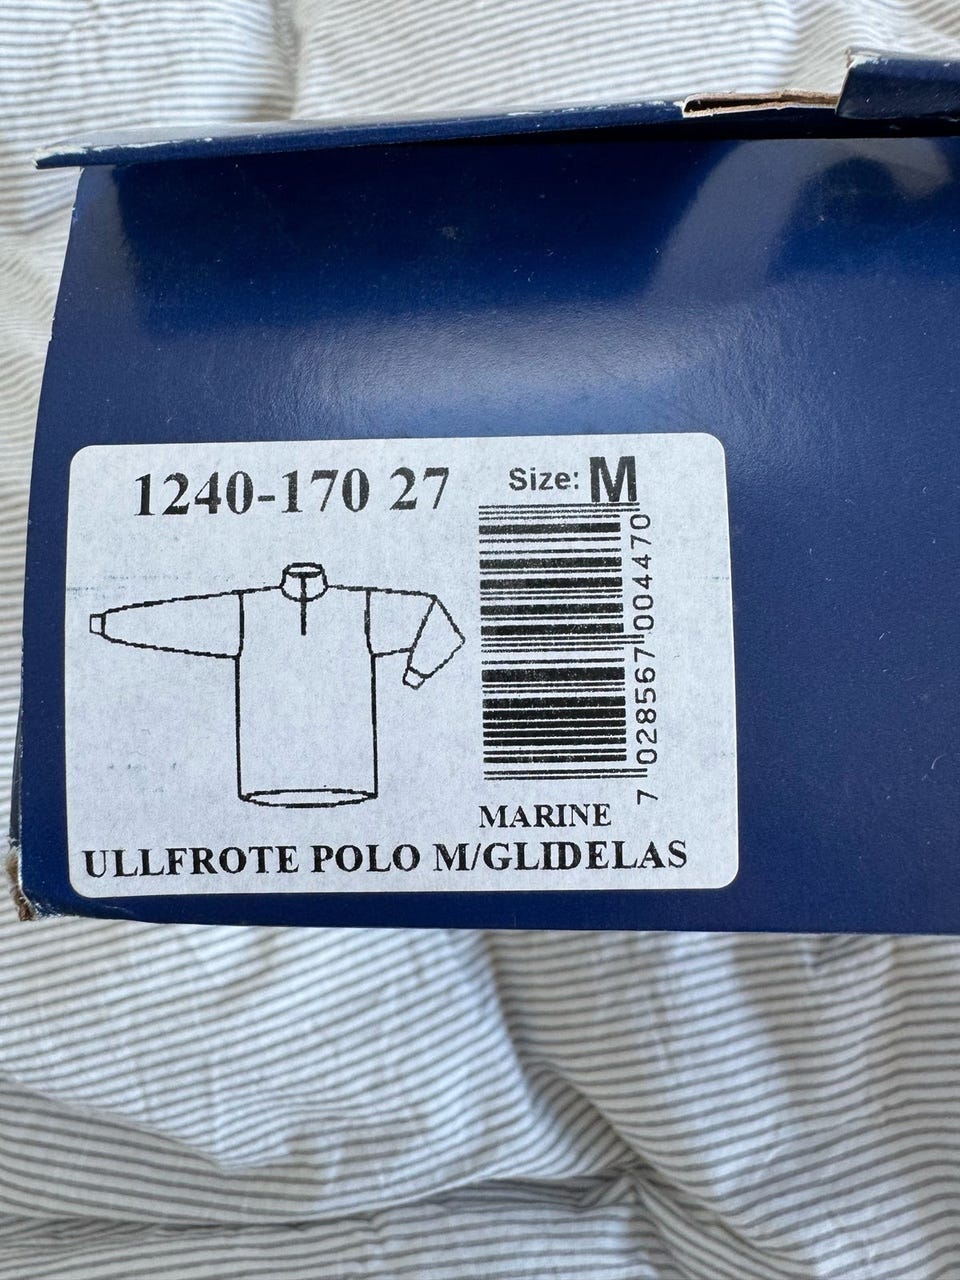 1240-170 27
Size: M
7 028567 004470
MARINE
ULLFROTE POLO M/GLIDELAS